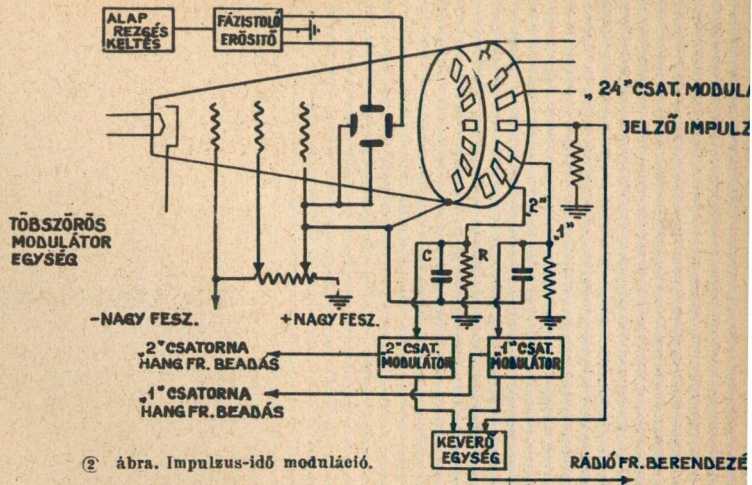 ALAP
REZGÉS
KELTÉS
FÁZISTOLÓ
ERŐSITŐ
„24” CSAT. MODULA
JELZŐ IMPULZ
TÖBSZÖRÖS
MODULÁTOR
EGYSÉG
„2”
„1”
C
R
-NAGY FESZ.
+NAGY FESZ.
„2” CSATORNA
HANG FR. BEADÁS
„2” CSAT.
MODULÁTOR
„1” CSAT.
MODULÁTOR
„1” CSATORNA
HANG FR. BEADÁS
KEVERŐ
EGYSÉG
RÁDIÓ FR. BERENDEZÉ
2 ábra. Impulzus-idő moduláció.